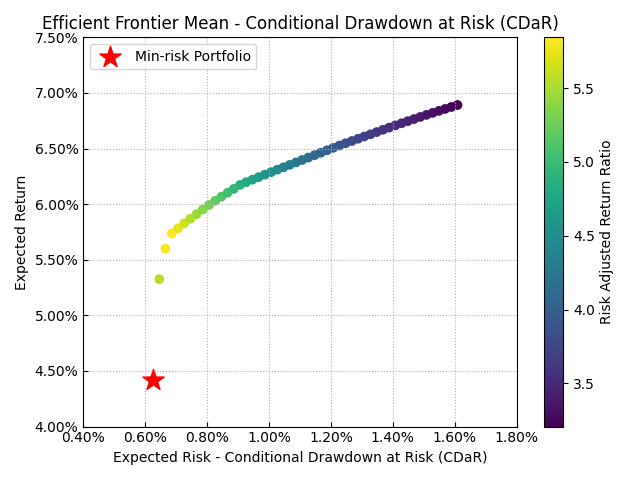 Efficient Frontier Mean - Conditional Drawdown at Risk (CDaR)
Min-risk Portfolio
7.50%
7.00%
6.50%
6.00%
5.50%
5.00%
4.50%
4.00%
Expected Return
0.40% 0.60% 0.80% 1.00% 1.20% 1.40% 1.60% 1.80%
Expected Risk - Conditional Drawdown at Risk (CDaR)
5.5
5.0
4.5
4.0
3.5
Risk Adjusted Return Ratio